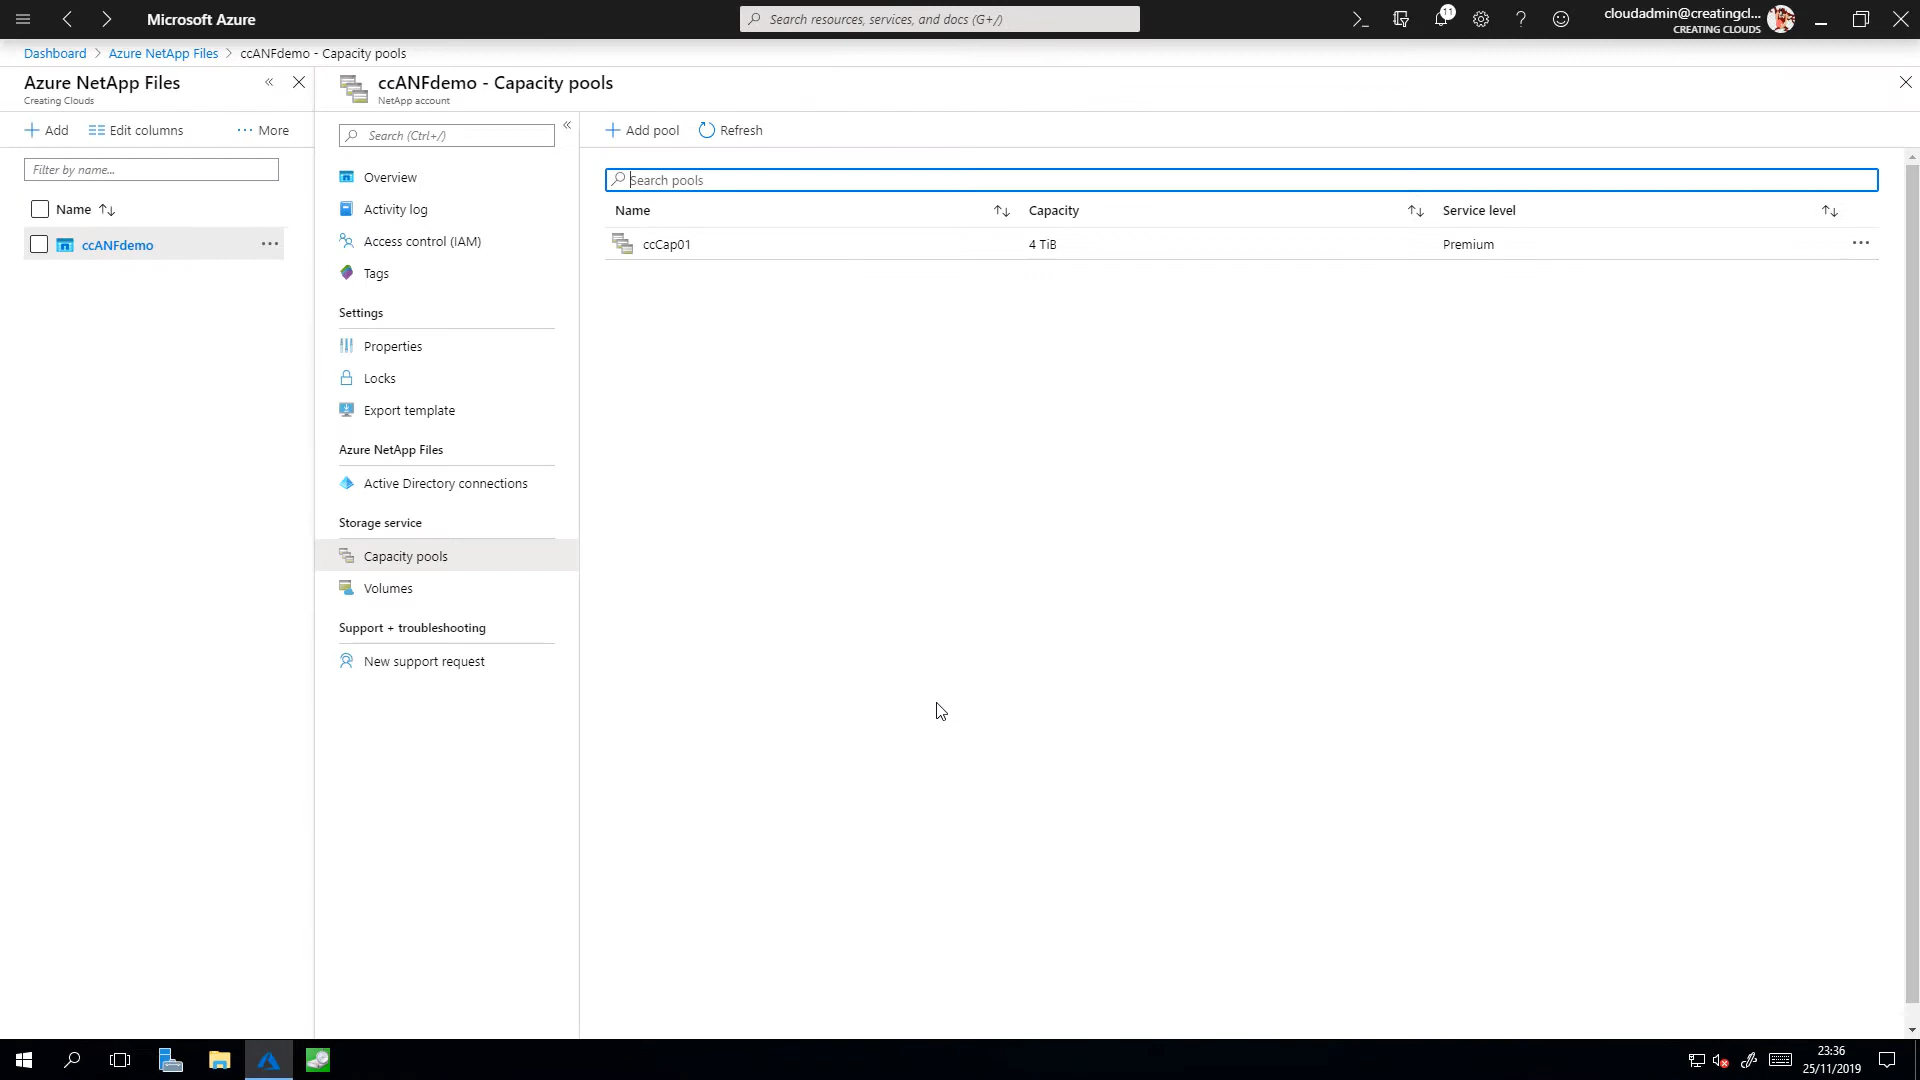 Microsoft Azure
Search resources, services, and docs (G+/)
11
cloudadmin@creatingcl...
CREATING CLOUDS
Dashboard > Azure NetApp Files > ccANFdemo - Capacity pools
Azure NetApp Files
Creating Clouds
ccANFdemo - Capacity pools
NetApp account
Add
Edit columns
More
Search (Ctrl+/)
Add pool
Refresh
Filter by name...
Search pools
Name
ccANFdemo
Overview
Activity log
Access control (IAM)
Tags
Settings
Properties
Locks
Export template
Azure NetApp Files
Active Directory connections
Storage service
Capacity pools
Volumes
Support + troubleshooting
New support request
Name Capacity Service level
ccCap01 4 TiB Premium
23:36
25/11/2019